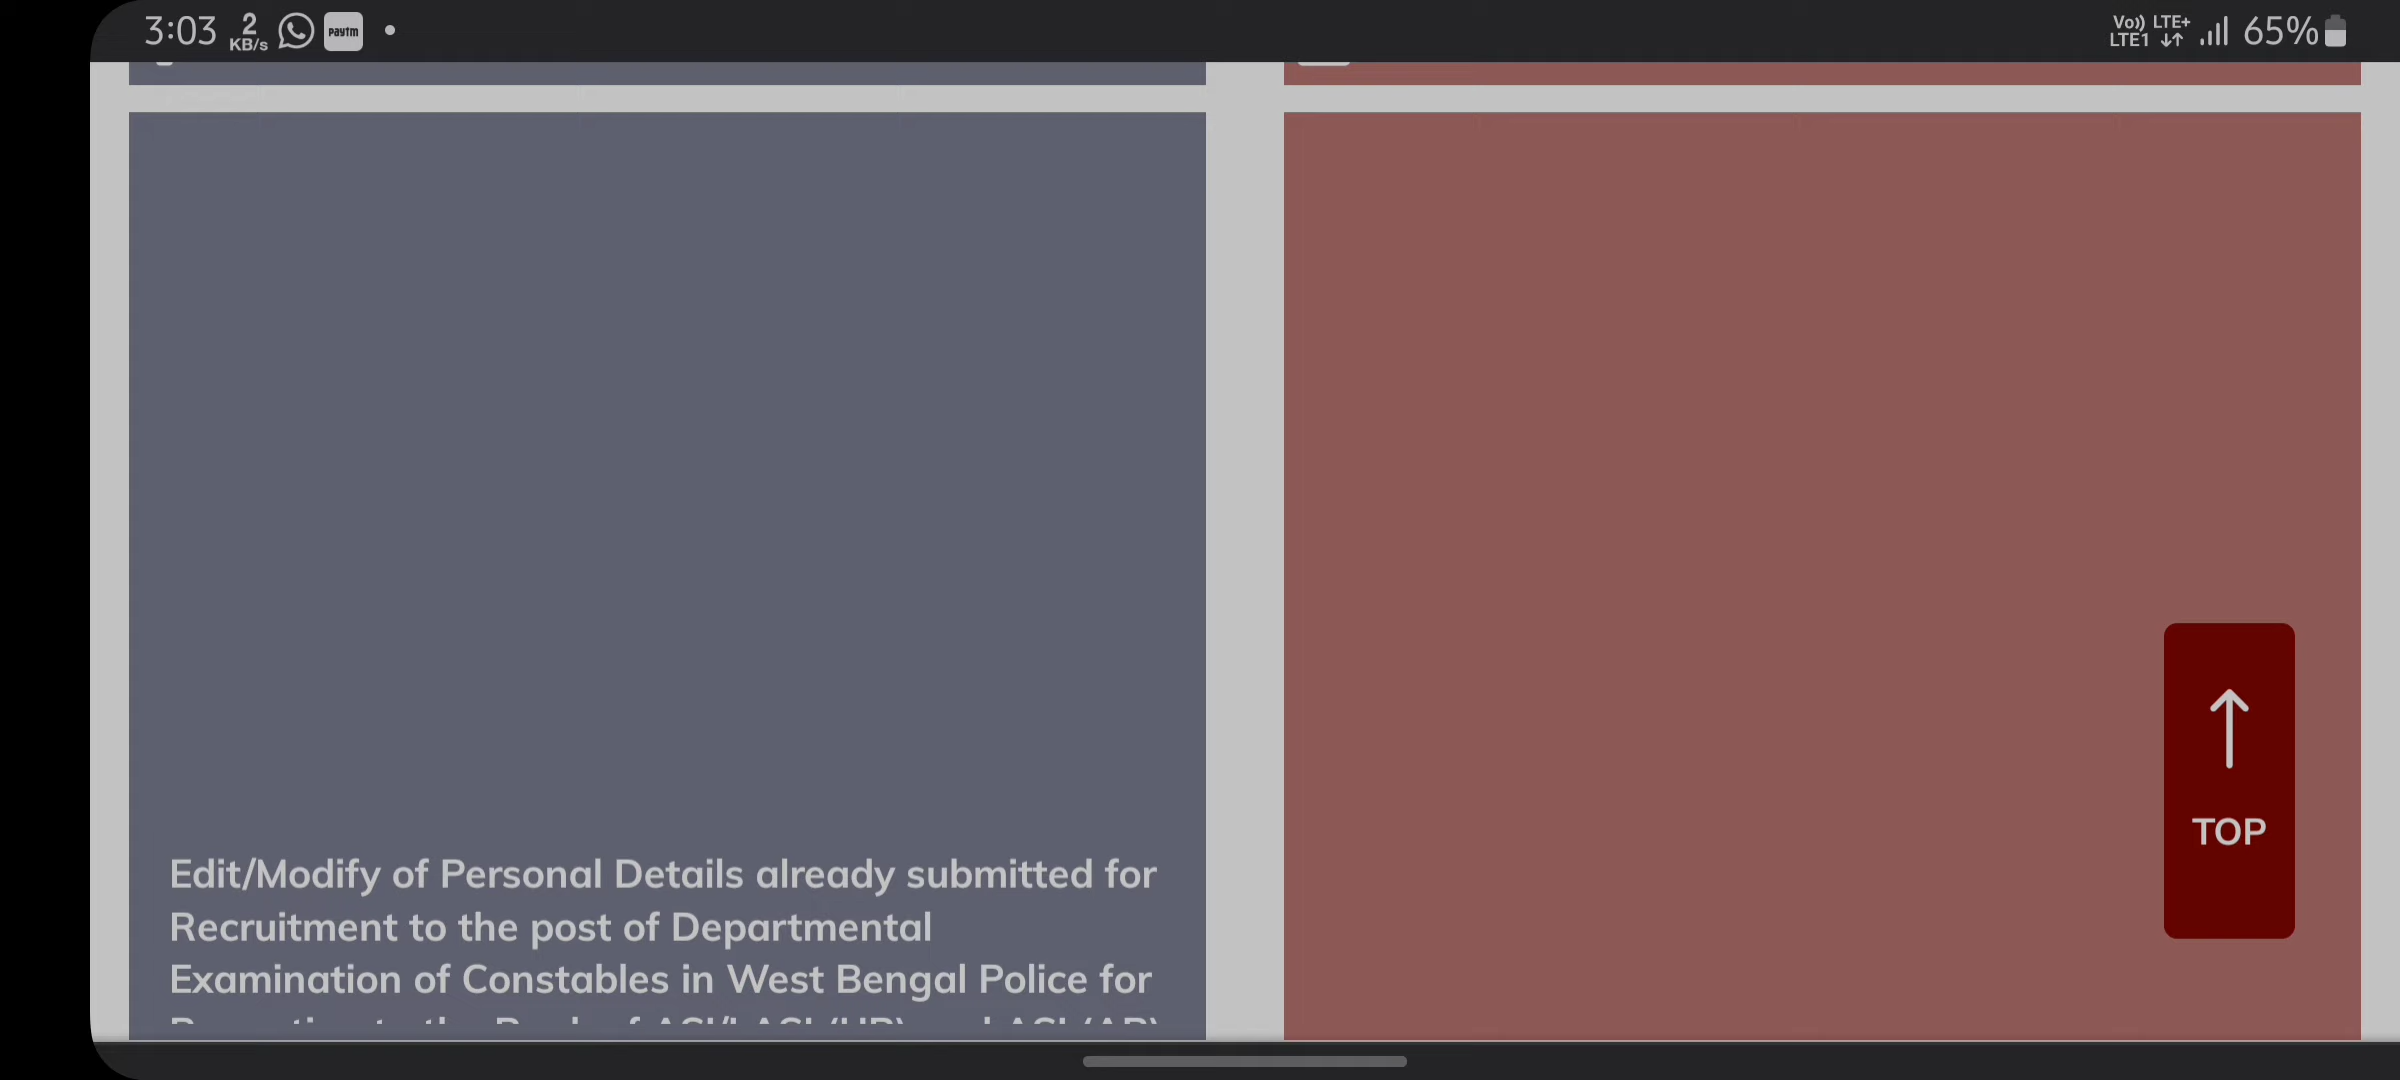 3:03 2 KB/s paytm Vo)) LTE1 LTE+ 65%
TOP
Edit/Modify of Personal Details already submitted for
Recruitment to the post of Departmental
Examination of Constables in West Bengal Police for